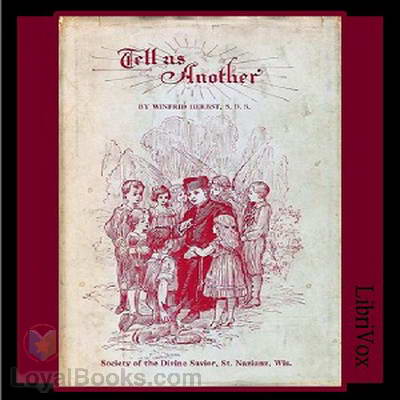 Tell us
Another
BY WINFRID HERBST, S. D. S.
Society of the Divine Savior, St. Nazianz, Wis.
LibriVox
LoyalBooks.com